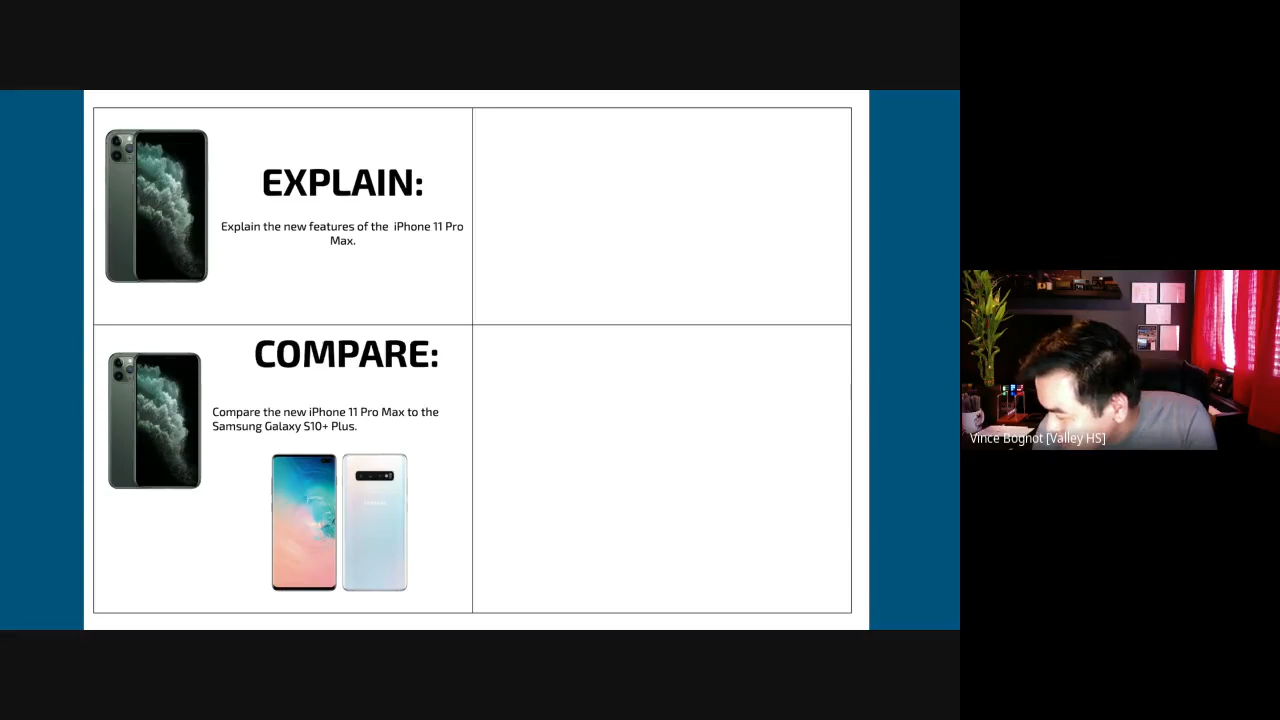 EXPLAIN:
Explain the new features of the  iPhone 11 Pro
Max.
COMPARE:
Compare the new iPhone 11 Pro Max to the
Samsung Galaxy S10+ Plus.
Vince Bognot [Valley HS]